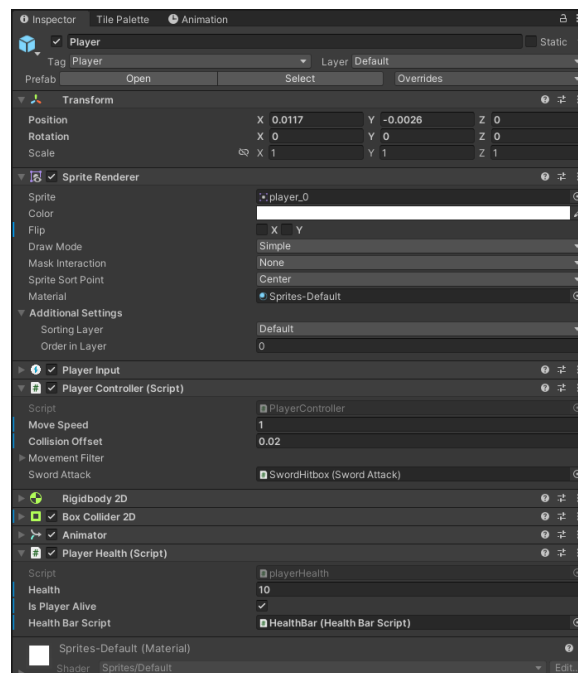 Inspector Tile Palette Animation
Player Static
Tag Player Layer Default
Prefab Open Select Overrides
Transform
Position X 0.0117 Y -0.0026 Z 0
Rotation X 0 Y 0 Z 0
Scale X 1 Y 1 Z 1
Sprite Renderer
Sprite player_0
Color
Flip X Y
Draw Mode Simple
Mask Interaction None
Sprite Sort Point Center
Material Sprites-Default
Additional Settings
Sorting Layer Default
Order in Layer 0
Player Input
# Player Controller (Script)
Script PlayerController
Move Speed 1
Collision Offset 0.02
Movement Filter
Sword Attack SwordHitbox (Sword Attack)
Rigidbody 2D
Box Collider 2D
Animator
# Player Health (Script)
Script playerHealth
Health 10
Is Player Alive
Health Bar Script HealthBar (Health Bar Script)
Sprites-Default (Material)
Shader Sprites/Default Edit...